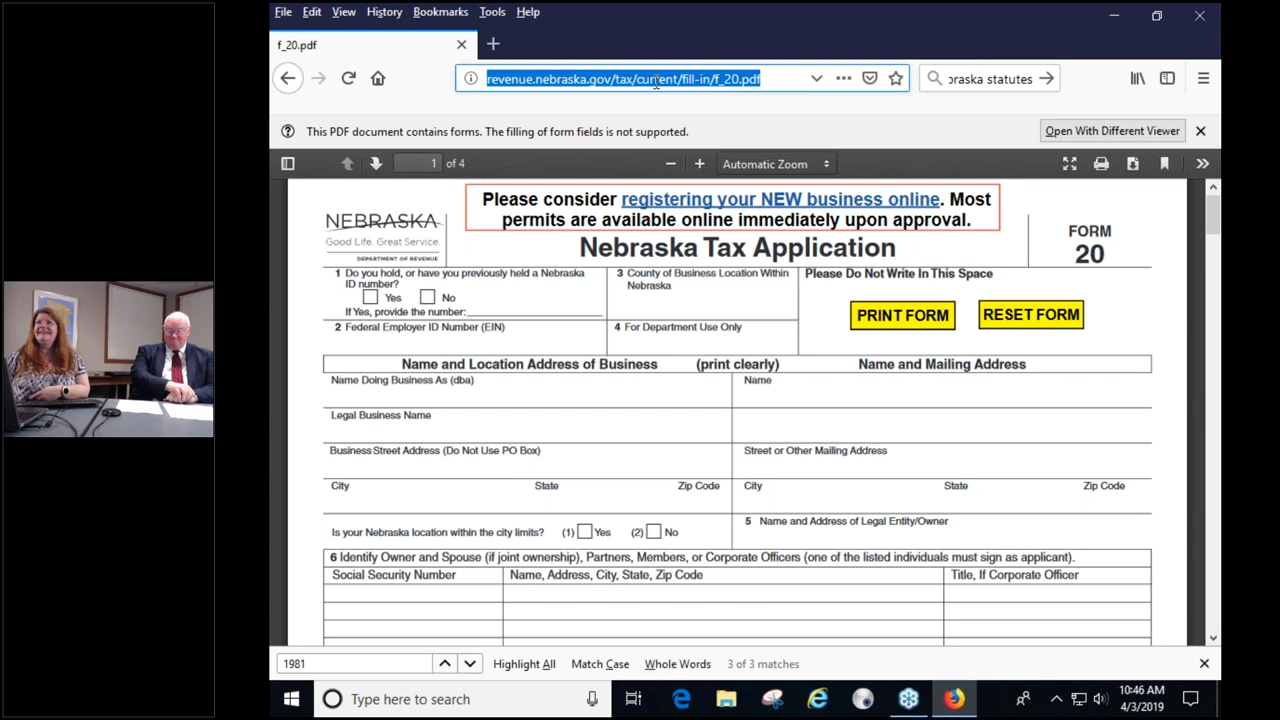 File Edit View History Bookmarks Tools Help
f_20.pdf
revenue.nebraska.gov/tax/current/fill-in/f_20.pdf
raska statutes
This PDF document contains forms. The filling of form fields is not supported.
Open With Different Viewer
1 of 4
Automatic Zoom
Please consider registering your NEW business online. Most
permits are available online immediately upon approval.
NEBRASKA
Good Life. Great Service.
DEPARTMENT OF REVENUE
Nebraska Tax Application
FORM
20
1 Do you hold, or have you previously held a Nebraska
ID number?
Yes No
If Yes, provide the number:
2 Federal Employer ID Number (EIN)
3 County of Business Location Within
Nebraska
4 For Department Use Only
Please Do Not Write In This Space
PRINT FORM
RESET FORM
Name and Location Address of Business (print clearly) Name and Mailing Address
Name Doing Business As (dba)
Name
Legal Business Name
Business Street Address (Do Not Use PO Box)
Street or Other Mailing Address
City State Zip Code
City State Zip Code
Is your Nebraska location within the city limits? (1) Yes (2) No
5 Name and Address of Legal Entity/Owner
6 Identify Owner and Spouse (if joint ownership), Partners, Members, or Corporate Officers (one of the listed individuals must sign as applicant).
Social Security Number
Name, Address, City, State, Zip Code
Title, If Corporate Officer
1981
Highlight All Match Case Whole Words 3 of 3 matches
Type here to search
10:46 AM
4/3/2019